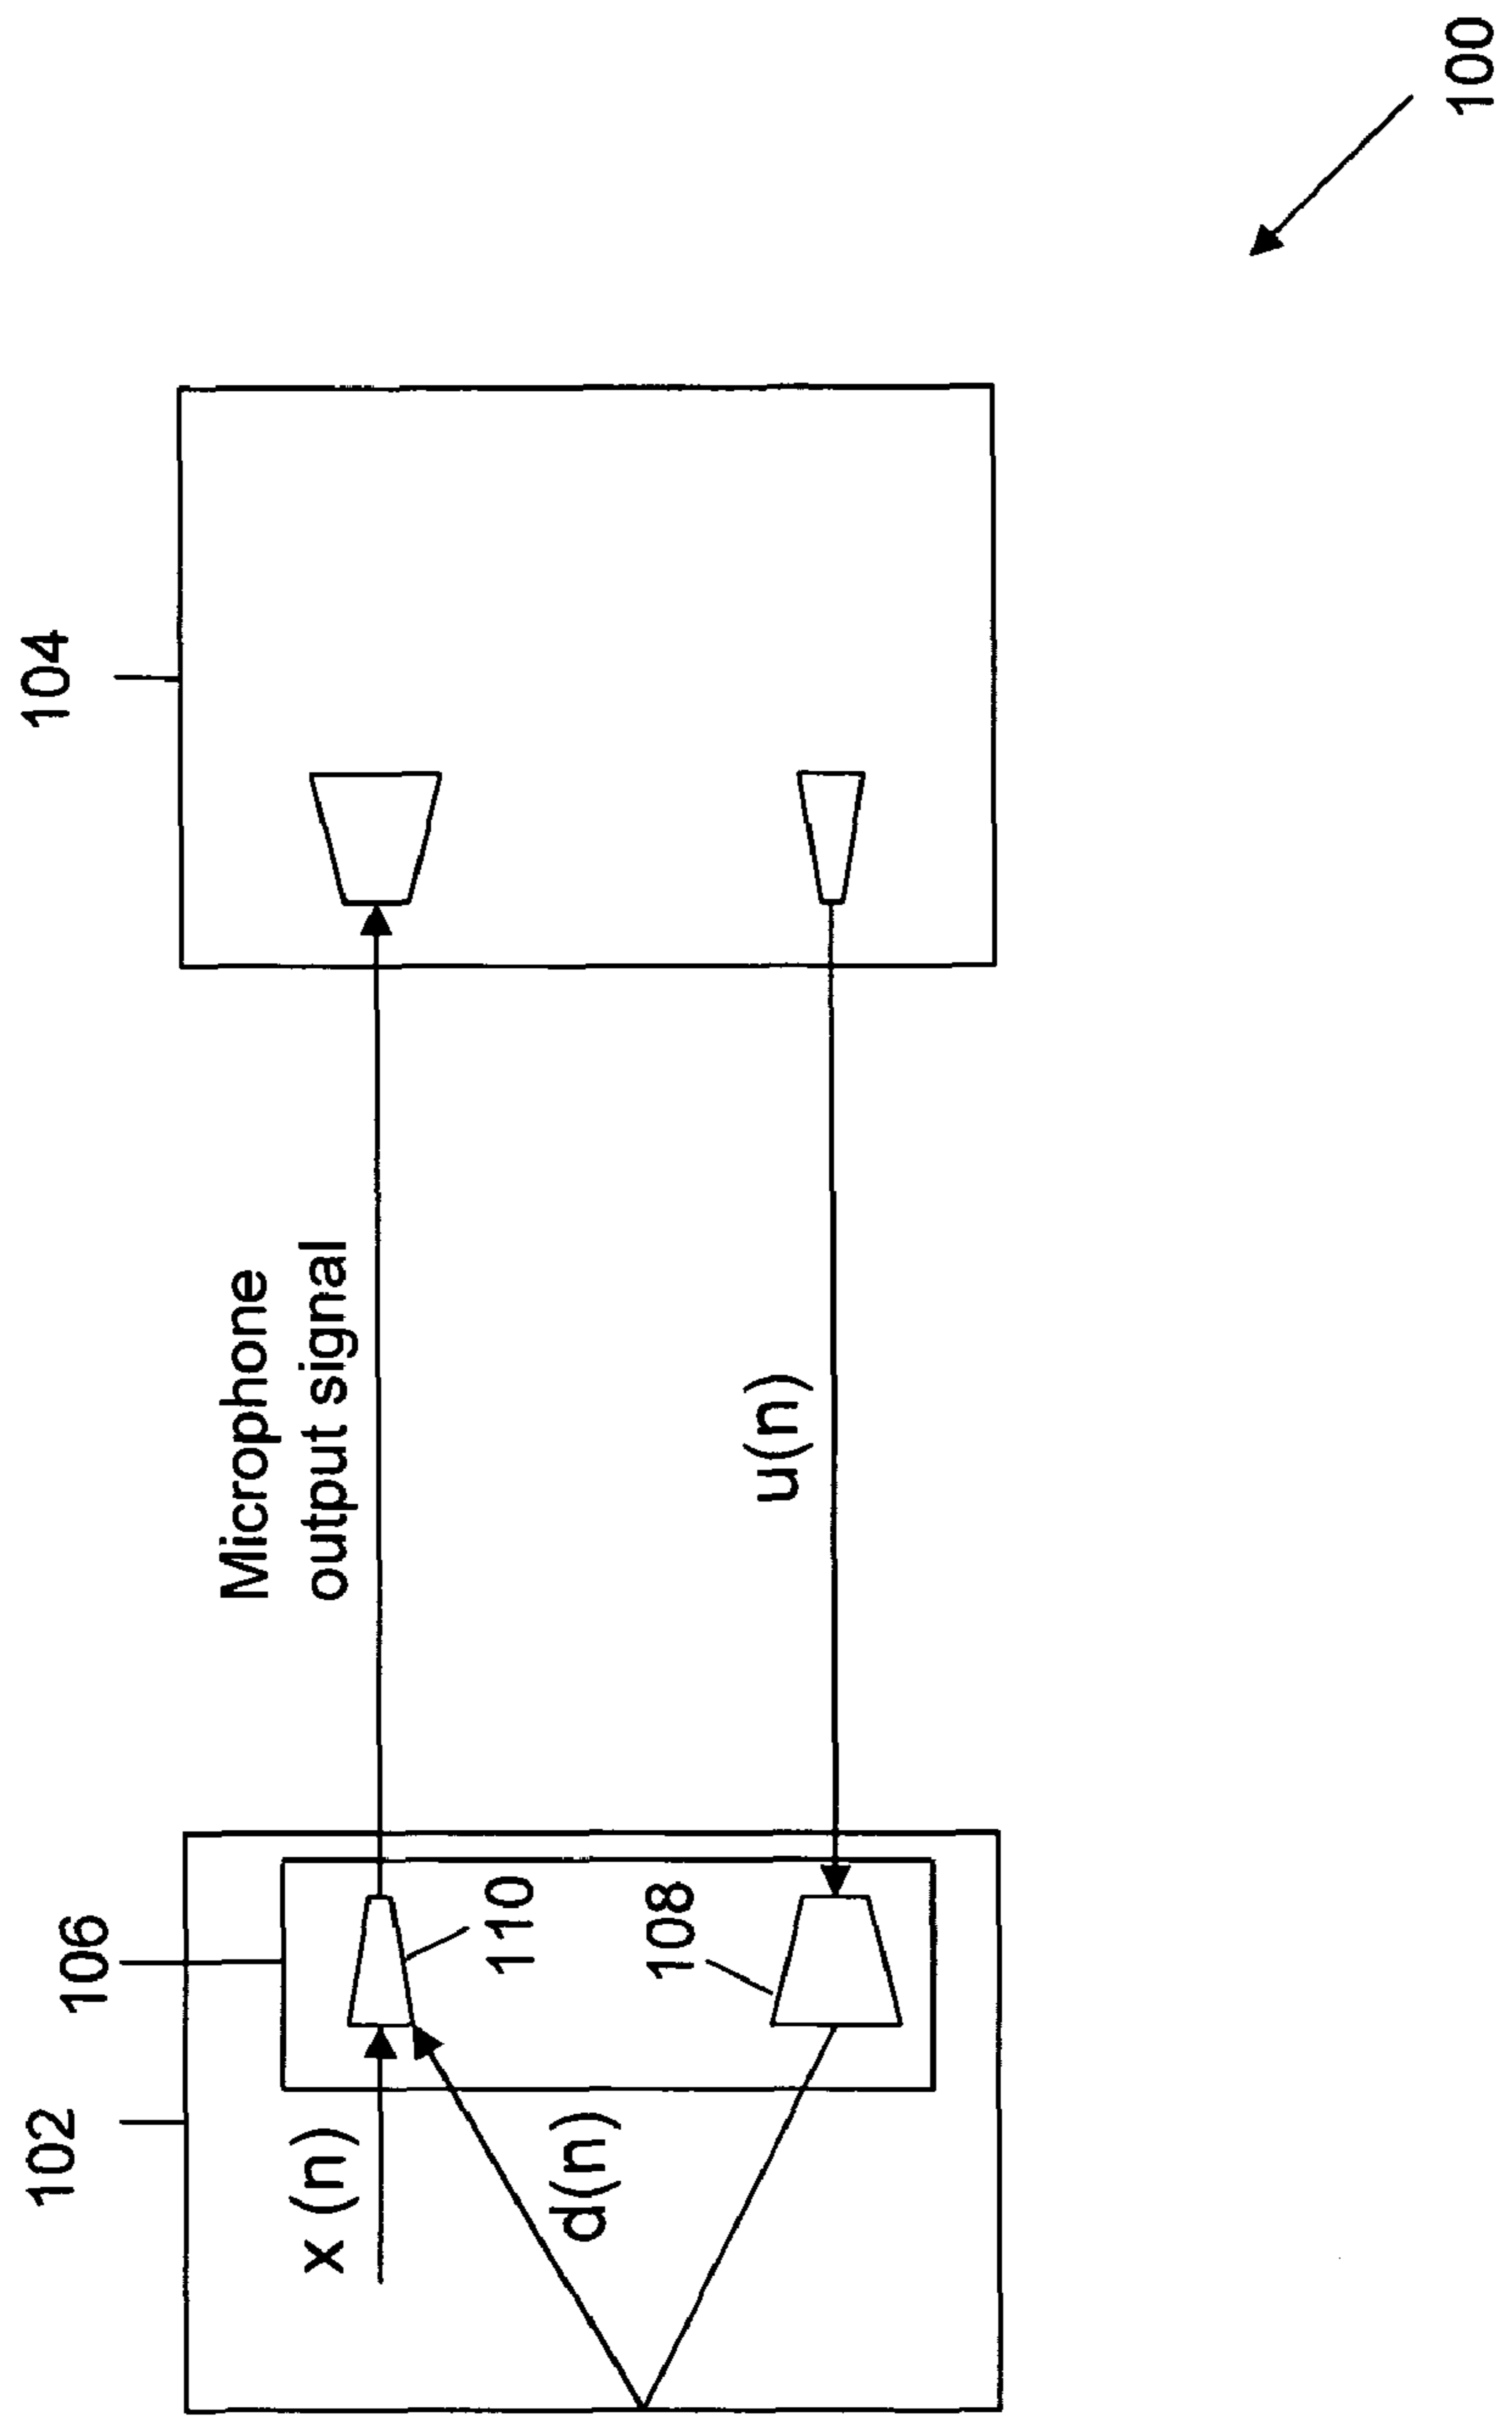 102
106
104
x (n)
d(n)
110
108
Microphone
output signal
u(n)
100